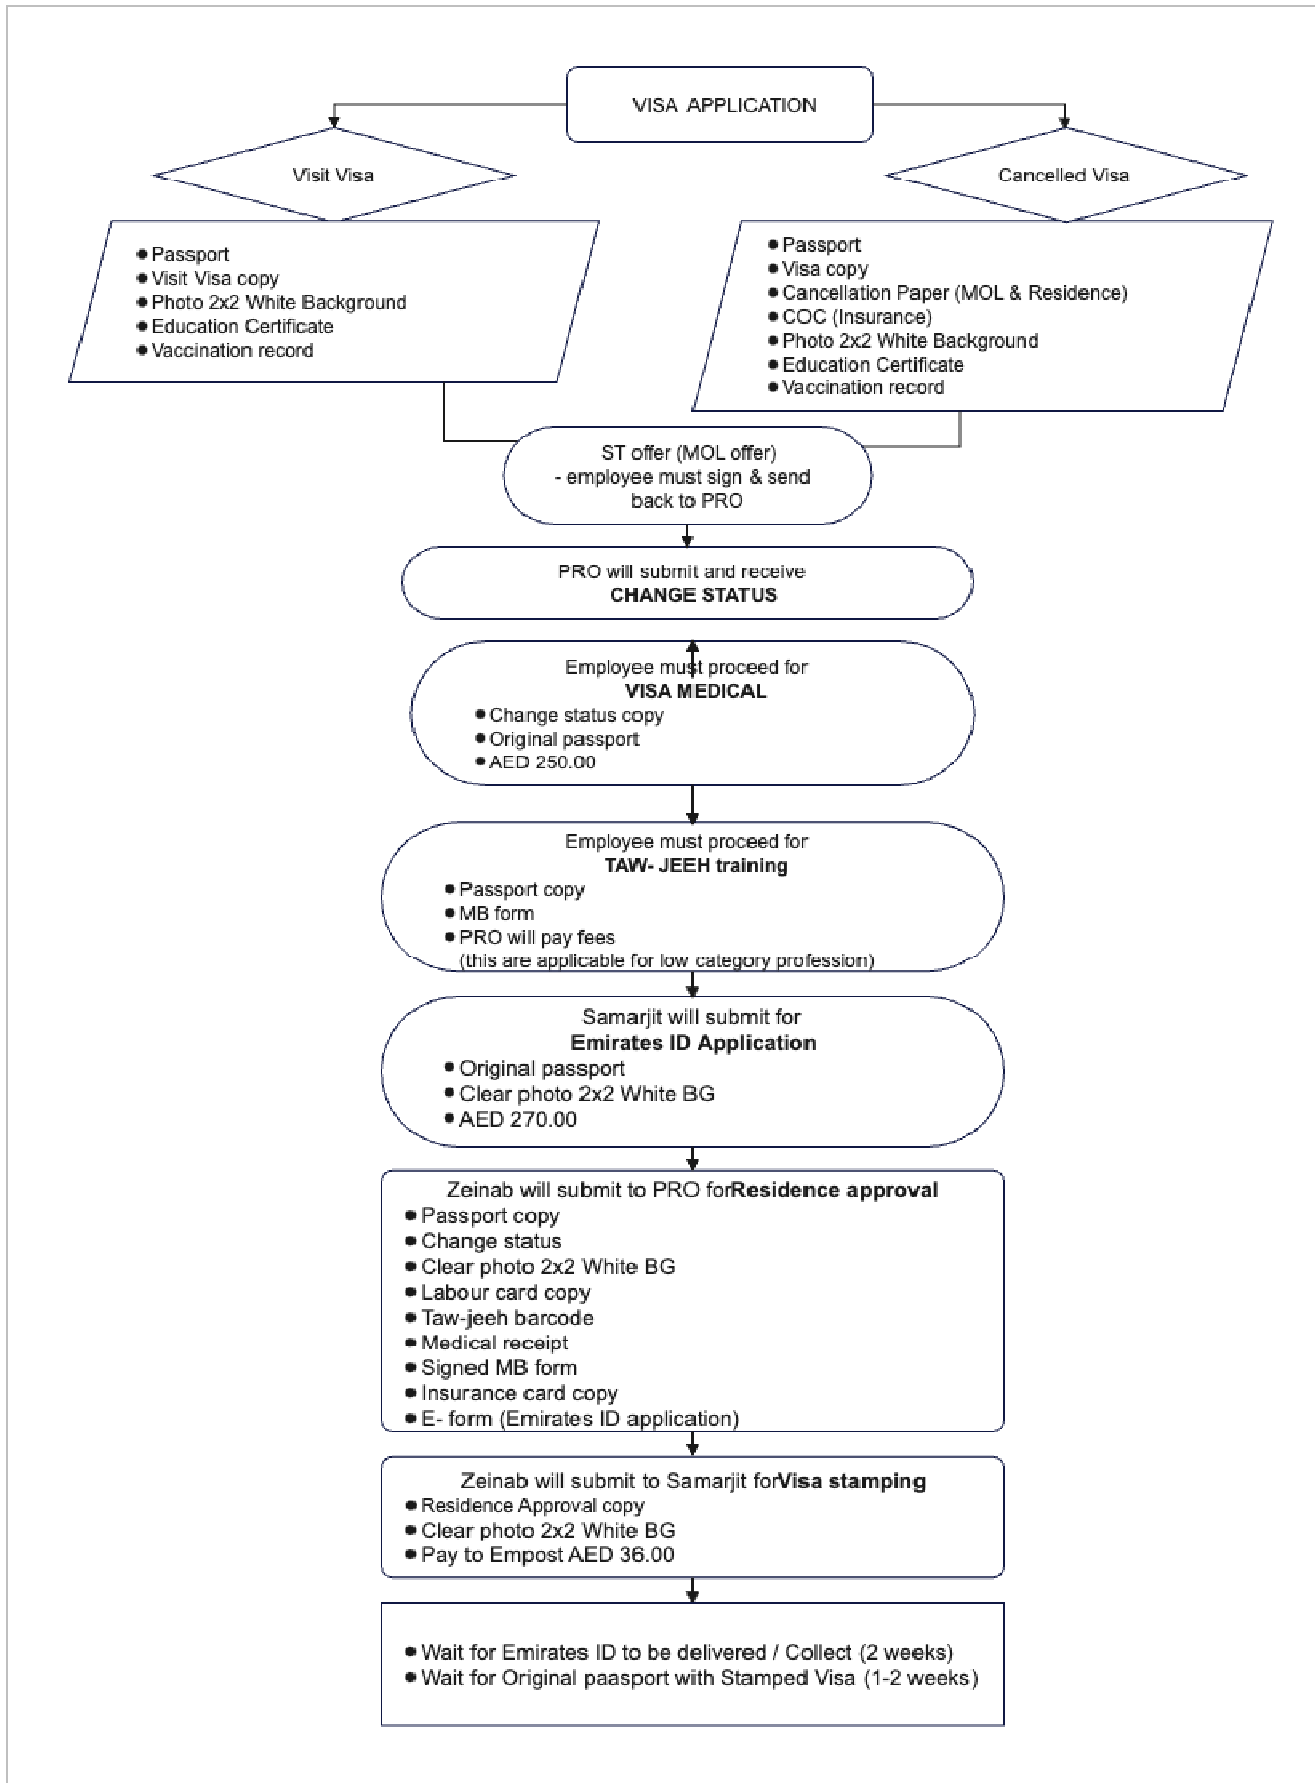 VISA APPLICATION
Visit Visa
Cancelled Visa
● Passport
● Visit Visa copy
● Photo 2x2 White Background
● Education Certificate
● Vaccination record
● Passport
● Visa copy
● Cancellation Paper (MOL & Residence)
● COC (Insurance)
● Photo 2x2 White Background
● Education Certificate
● Vaccination record
ST offer (MOL offer)
- employee must sign & send
back to PRO
PRO will submit and receive
CHANGE STATUS
Employee must proceed for
VISA MEDICAL
● Change status copy
● Original passport
● AED 250.00
Employee must proceed for
TAW- JEEH training
● Passport copy
● MB form
● PRO will pay fees
(this are applicable for low category profession)
Samarjit will submit for
Emirates ID Application
● Original passport
● Clear photo 2x2 White BG
● AED 270.00
Zeinab will submit to PRO forResidence approval
● Passport copy
● Change status
● Clear photo 2x2 White BG
● Labour card copy
● Taw-jeeh barcode
● Medical receipt
● Signed MB form
● Insurance card copy
● E- form (Emirates ID application)
Zeinab will submit to Samarjit forVisa stamping
● Residence Approval copy
● Clear photo 2x2 White BG
● Pay to Empost AED 36.00
● Wait for Emirates ID to be delivered / Collect (2 weeks)
● Wait for Original paasport with Stamped Visa (1-2 weeks)